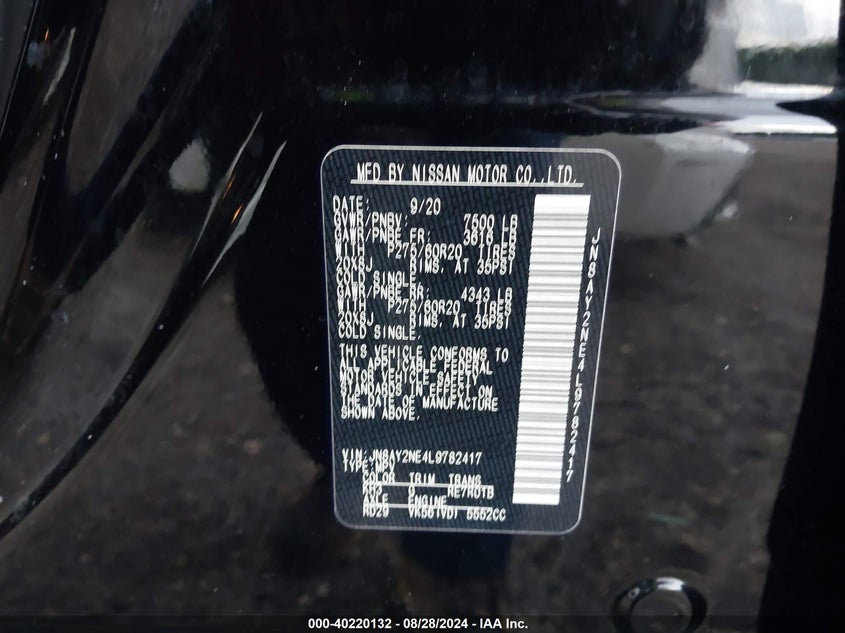 MFD BY NISSAN MOTOR CO.,LTD.
DATE: 9/20
GVWR/PNBV: 7500 LB
GAWR/PNBE FR: 3616 LB
WITH P275/60R20 TIRES
20X8J RIMS, AT 35PSI
COLD SINGLE.
GAWR/PNBE RR: 4343 LB
WITH P275/60R20 TIRES
20X8J RIMS, AT 35PSI
COLD SINGLE.
THIS VEHICLE CONFORMS TO
ALL APPLICABLE FEDERAL
MOTOR VEHICLE SAFETY
STANDARDS IN EFFECT ON
THE DATE OF MANUFACTURE
SHOWN ABOVE.
VIN:JN8AY2NE4L9782417
TYPE:MPV
COLOR TRIM TRANS
KH3 G RE7R01B
AXLE ENGINE
RD29 VK56(VD) 5552CC
JN8AY2NE4L9782417
000-40220132 - 08/28/2024 - IAA Inc.